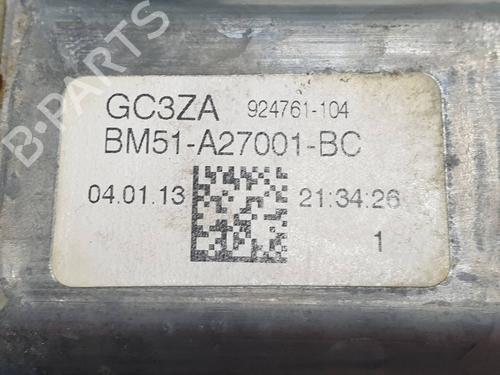 GC3ZA 924761-104
BM51-A27001-BC
04.01.13 21:34:26
1
B-PARTS